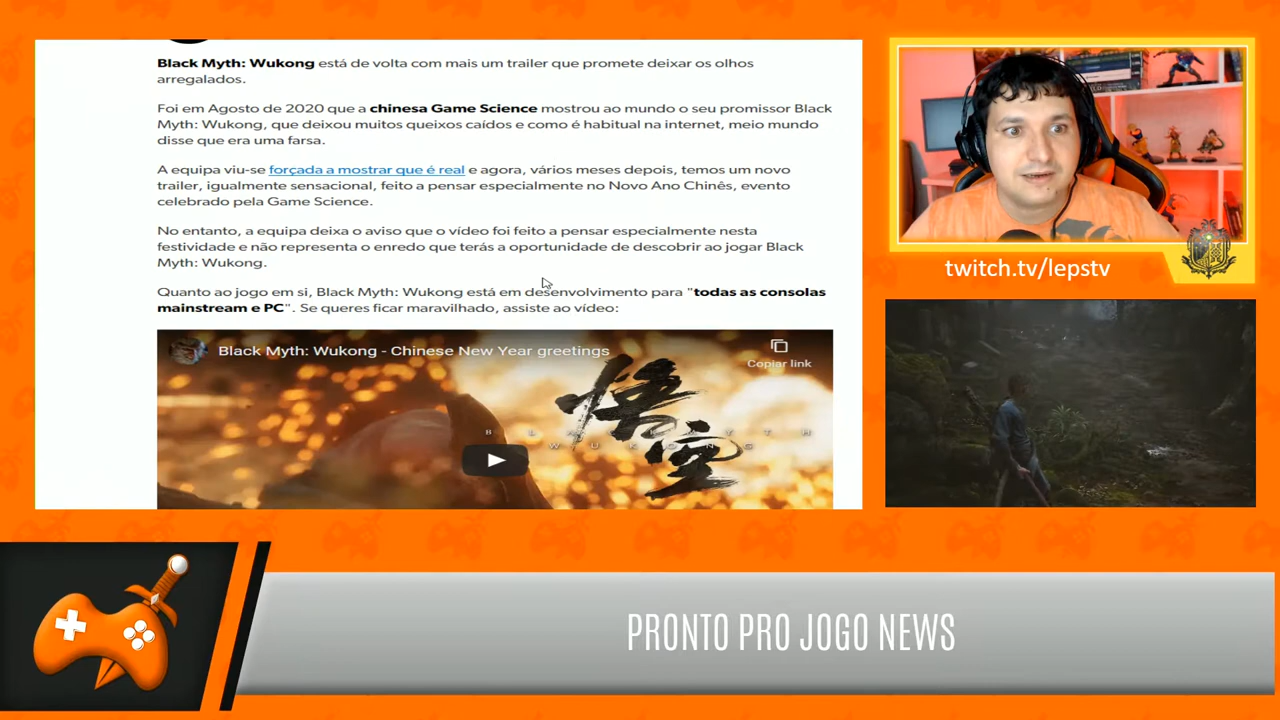 Black Myth: Wukong está de volta com mais um trailer que promete deixar os olhos
arregalados.
Foi em Agosto de 2020 que a chinesa Game Science mostrou ao mundo o seu promissor Black
Myth: Wukong, que deixou muitos queixos caídos e como é habitual na internet, meio mundo
disse que era uma farsa.
A equipa viu-se forçada a mostrar que é real e agora, vários meses depois, temos um novo
trailer, igualmente sensacional, feito a pensar especialmente no Novo Ano Chinês, evento
celebrado pela Game Science.
No entanto, a equipa deixa o aviso que o vídeo foi feito a pensar especialmente nesta
festividade e não representa o enredo que terás a oportunidade de descobrir ao jogar Black
Myth: Wukong.
Quanto ao jogo em si, Black Myth: Wukong está em desenvolvimento para "todas as consolas
mainstream e PC". Se queres ficar maravilhado, assiste ao vídeo:
Black Myth: Wukong - Chinese New Year greetings
Copiar link
悟空
BLACK MYTH
WUKONG
twitch.tv/lepstv
PRONTO PRO JOGO NEWS